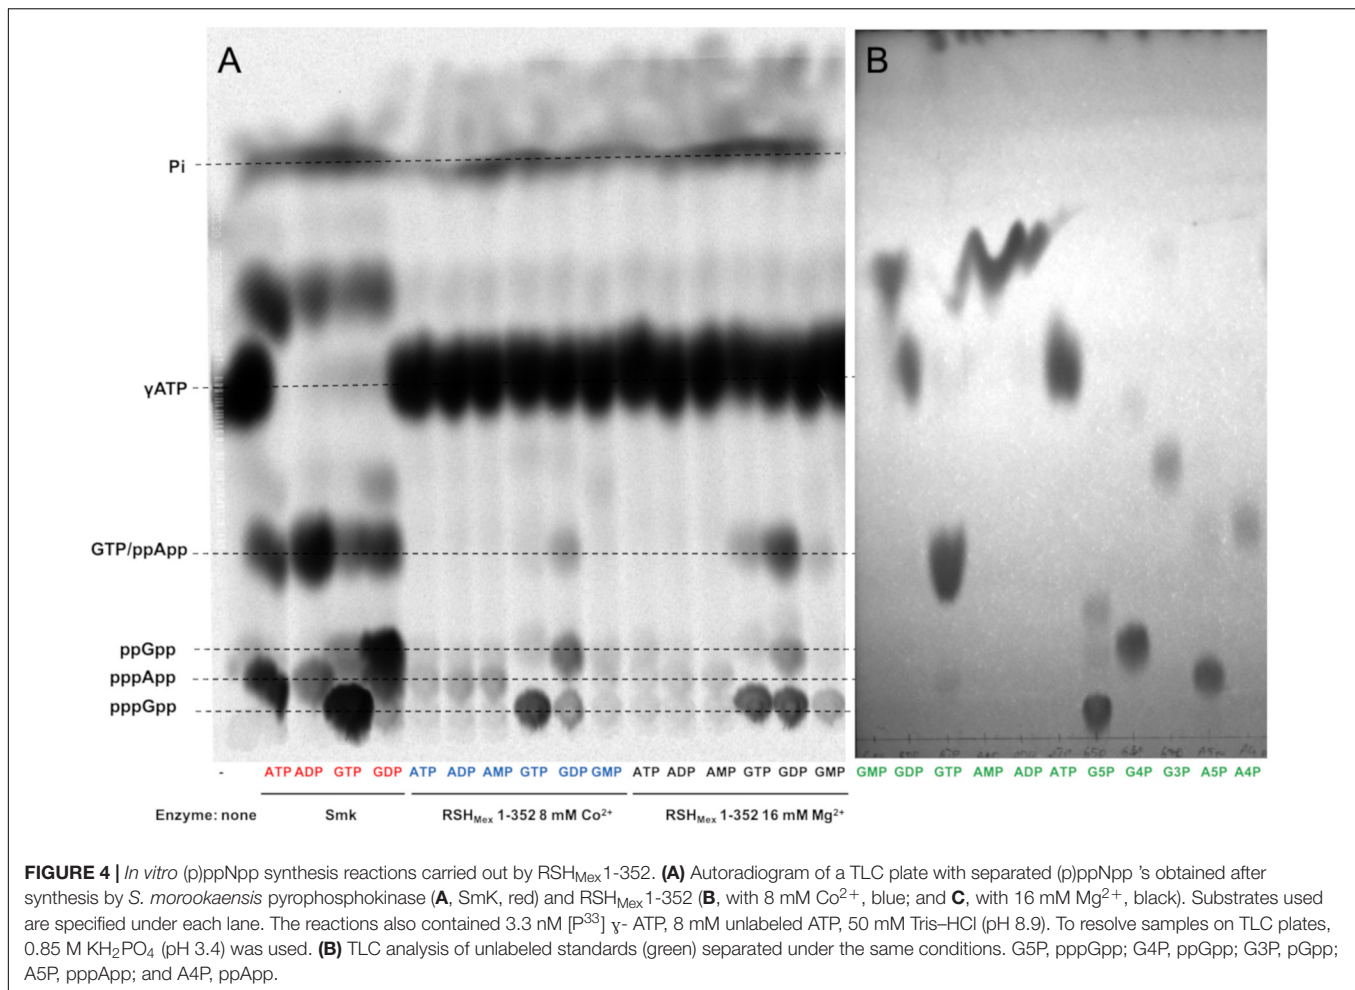 A
B
Pi
γATP
GTP/ppApp
ppGpp
pppApp
pppGpp
- ATP ADP GTP GDP ATP ADP AMP GTP GDP GMP ATP ADP AMP GTP GDP GMP GMP GDP GTP AMP ADP ATP G5P G4P G3P A5P A4P
Enzyme: none Smk RSHMex 1-352 8 mM Co2+ RSHMex 1-352 16 mM Mg2+
FIGURE 4 | In vitro (p)ppNpp synthesis reactions carried out by RSHMex1-352. (A) Autoradiogram of a TLC plate with separated (p)ppNpp 's obtained after
synthesis by S. morookaensis pyrophosphokinase (A, SmK, red) and RSHMex1-352 (B, with 8 mM Co2+, blue; and C, with 16 mM Mg2+, black). Substrates used
are specified under each lane. The reactions also contained 3.3 nM [P33] γ- ATP, 8 mM unlabeled ATP, 50 mM Tris–HCl (pH 8.9). To resolve samples on TLC plates,
0.85 M KH2PO4 (pH 3.4) was used. (B) TLC analysis of unlabeled standards (green) separated under the same conditions. G5P, pppGpp; G4P, ppGpp; G3P, pGpp;
A5P, pppApp; and A4P, ppApp.